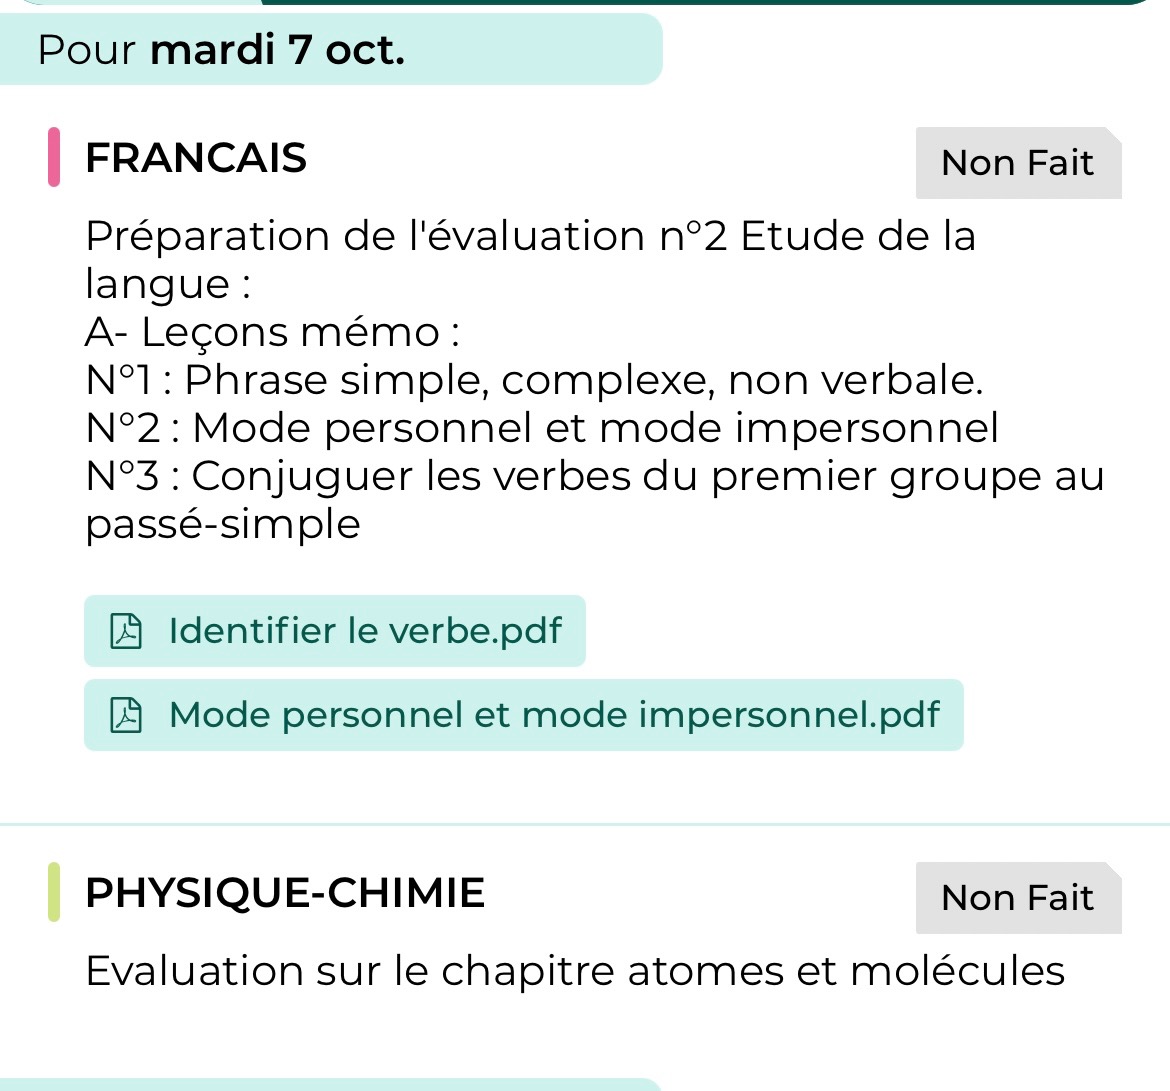 Pour mardi 7 oct.
FRANCAIS
Non Fait
Préparation de l'évaluation n°2 Etude de la
langue :
A- Leçons mémo :
N°1 : Phrase simple, complexe, non verbale.
N°2 : Mode personnel et mode impersonnel
N°3 : Conjuguer les verbes du premier groupe au
passé-simple
Identifier le verbe.pdf
Mode personnel et mode impersonnel.pdf
PHYSIQUE-CHIMIE
Non Fait
Evaluation sur le chapitre atomes et molécules